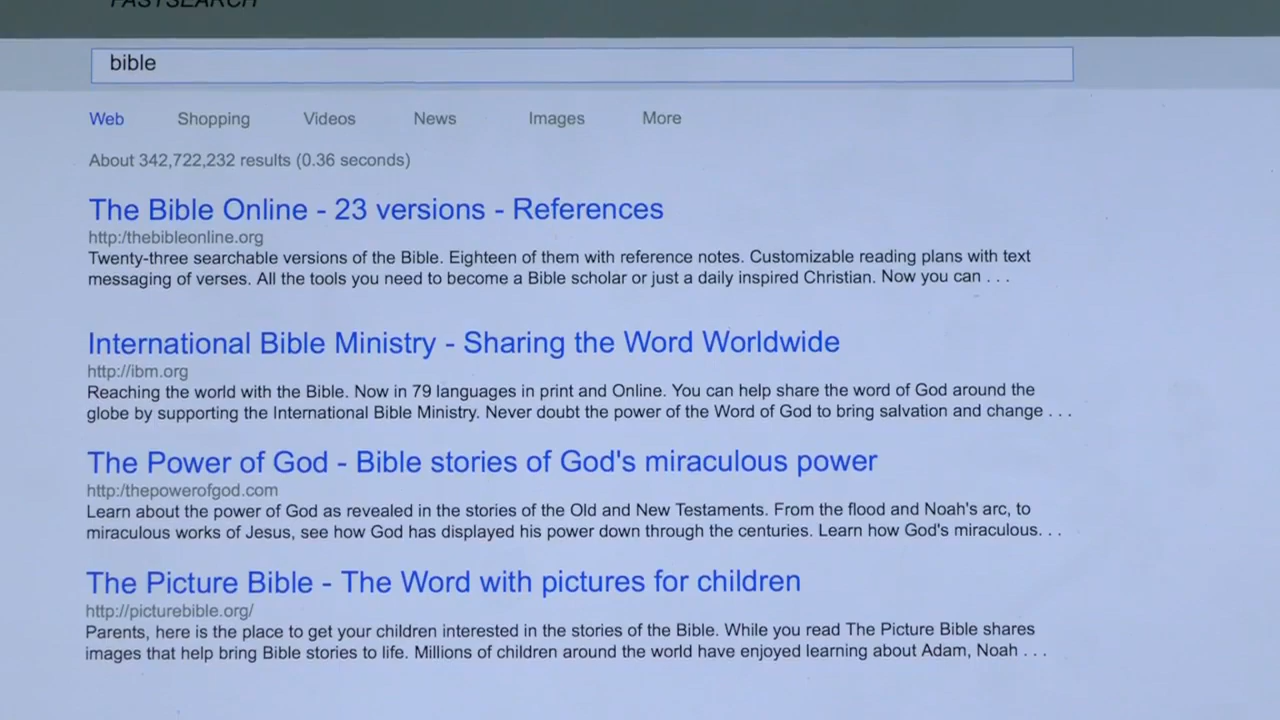 FASTSEARCH
bible
Web Shopping Videos News Images More
About 342,722,232 results (0.36 seconds)
The Bible Online - 23 versions - References
http:/thebibleonline.org
Twenty-three searchable versions of the Bible. Eighteen of them with reference notes. Customizable reading plans with text
messaging of verses. All the tools you need to become a Bible scholar or just a daily inspired Christian. Now you can . . .
International Bible Ministry - Sharing the Word Worldwide
http://ibm.org
Reaching the world with the Bible. Now in 79 languages in print and Online. You can help share the word of God around the
globe by supporting the International Bible Ministry. Never doubt the power of the Word of God to bring salvation and change . . .
The Power of God - Bible stories of God's miraculous power
http:/thepowerofgod.com
Learn about the power of God as revealed in the stories of the Old and New Testaments. From the flood and Noah's arc, to
miraculous works of Jesus, see how God has displayed his power down through the centuries. Learn how God's miraculous. . .
The Picture Bible - The Word with pictures for children
http://picturebible.org/
Parents, here is the place to get your children interested in the stories of the Bible. While you read The Picture Bible shares
images that help bring Bible stories to life. Millions of children around the world have enjoyed learning about Adam, Noah . . .